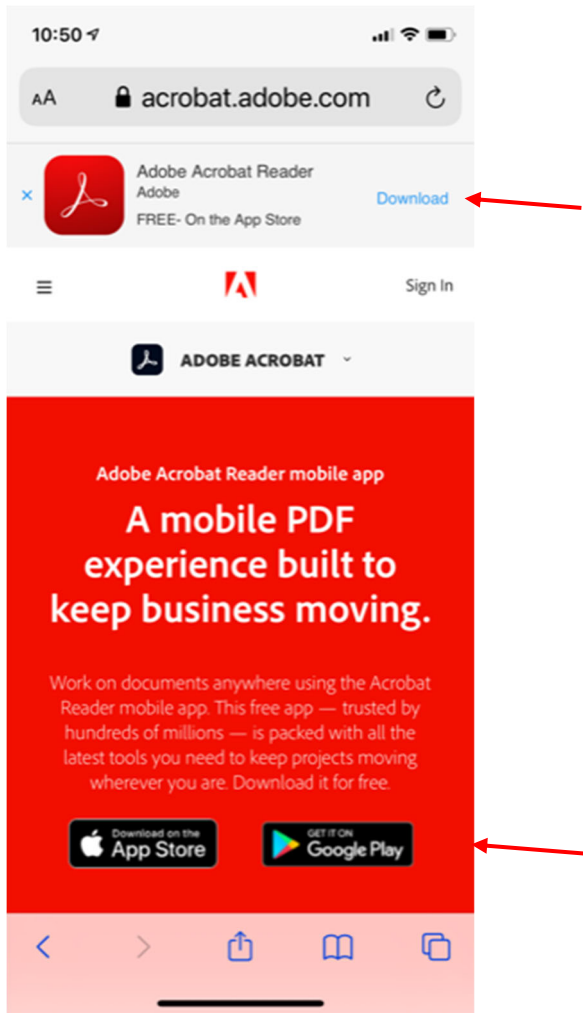 10:50
AA acrobat.adobe.com
Adobe Acrobat Reader
Adobe
Download
FREE- On the App Store
Sign In
ADOBE ACROBAT
Adobe Acrobat Reader mobile app
A mobile PDF
experience built to
keep business moving.
Work on documents anywhere using the Acrobat
Reader mobile app. This free app — trusted by
hundreds of millions — is packed with all the
latest tools you need to keep projects moving
wherever you are. Download it for free.
Download on the
App Store
GET IT ON
Google Play